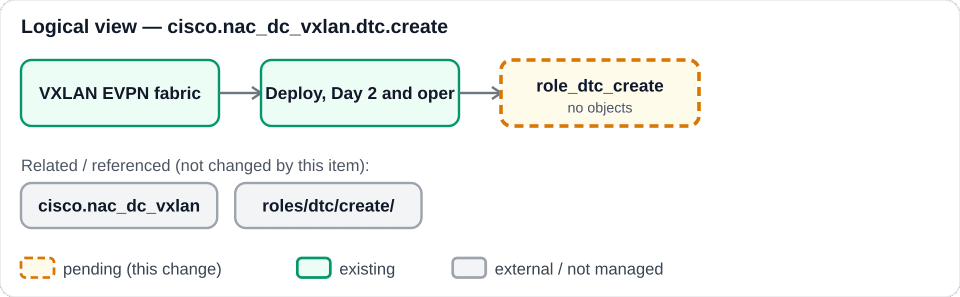 Logical view — cisco.nac_dc_vxlan.dtc.create
VXLAN EVPN fabric
Deploy, Day 2 and oper
role_dtc_create
no objects
Related / referenced (not changed by this item):
cisco.nac_dc_vxlan
roles/dtc/create/
pending (this change)
existing
external / not managed